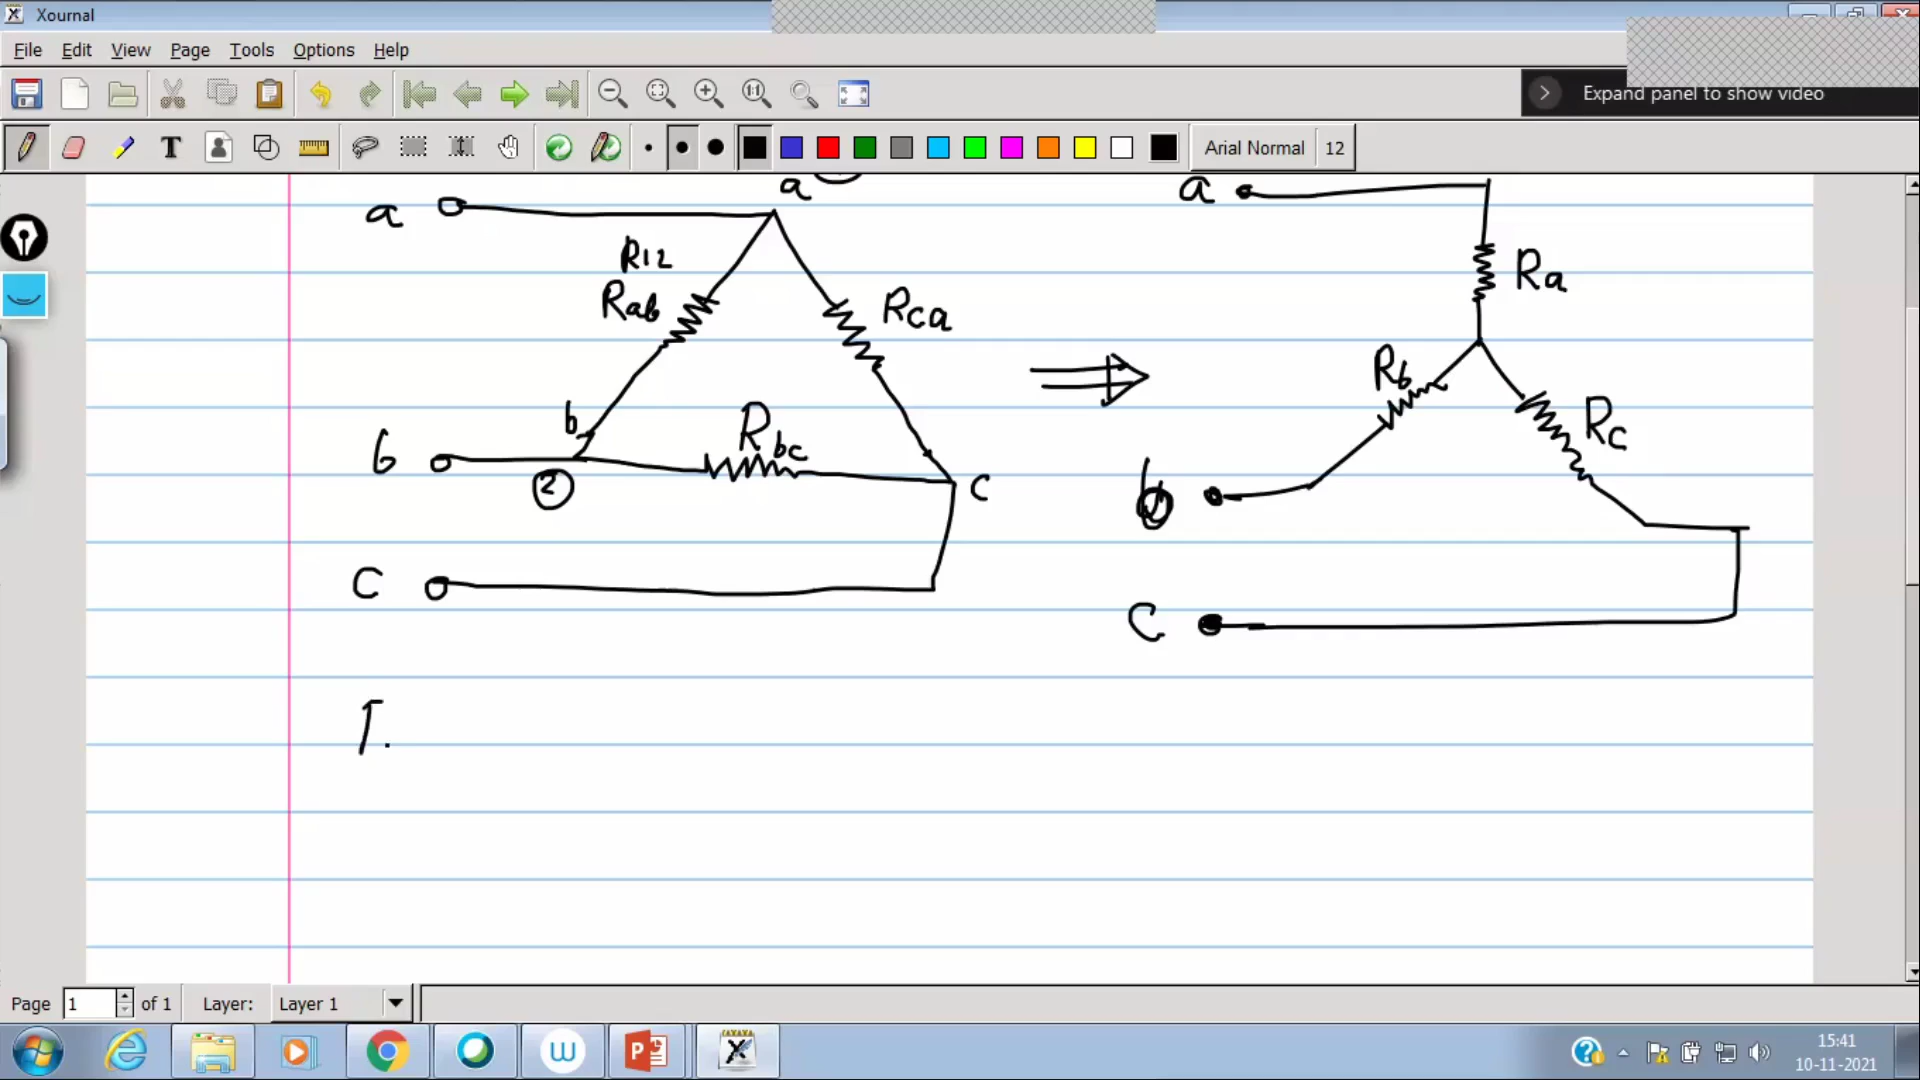 Xournal
File Edit View Page Tools Options Help
Expand panel to show video
T Arial Normal 12
a a a
R12 Ra
Rab Rca
Rb
b Rbc Rc
b c
2 b
c
C
I.
Page 1 of 1 Layer: Layer 1
15:41
10-11-2021